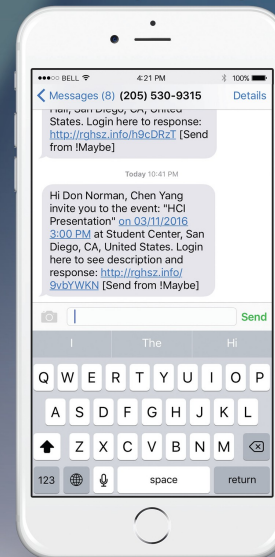 BELL 4:21 PM 100%
Messages (8) (205) 530-9315 Details
Hall, San Diego, CA, United
States. Login here to response:
http://rghsz.info/h9cDRzT [Send
from !Maybe]
Today 10:41 PM
Hi Don Norman, Chen Yang
invite you to the event: "HCI
Presentation" on 03/11/2016
3:00 PM at Student Center, San
Diego, CA, United States. Login
here to see description and
response: http://rghsz.info/
9vbYWKN [Send from !Maybe]
Send
I The Hi
Q W E R T Y U I O P
A S D F G H J K L
Z X C V B N M
123 space return